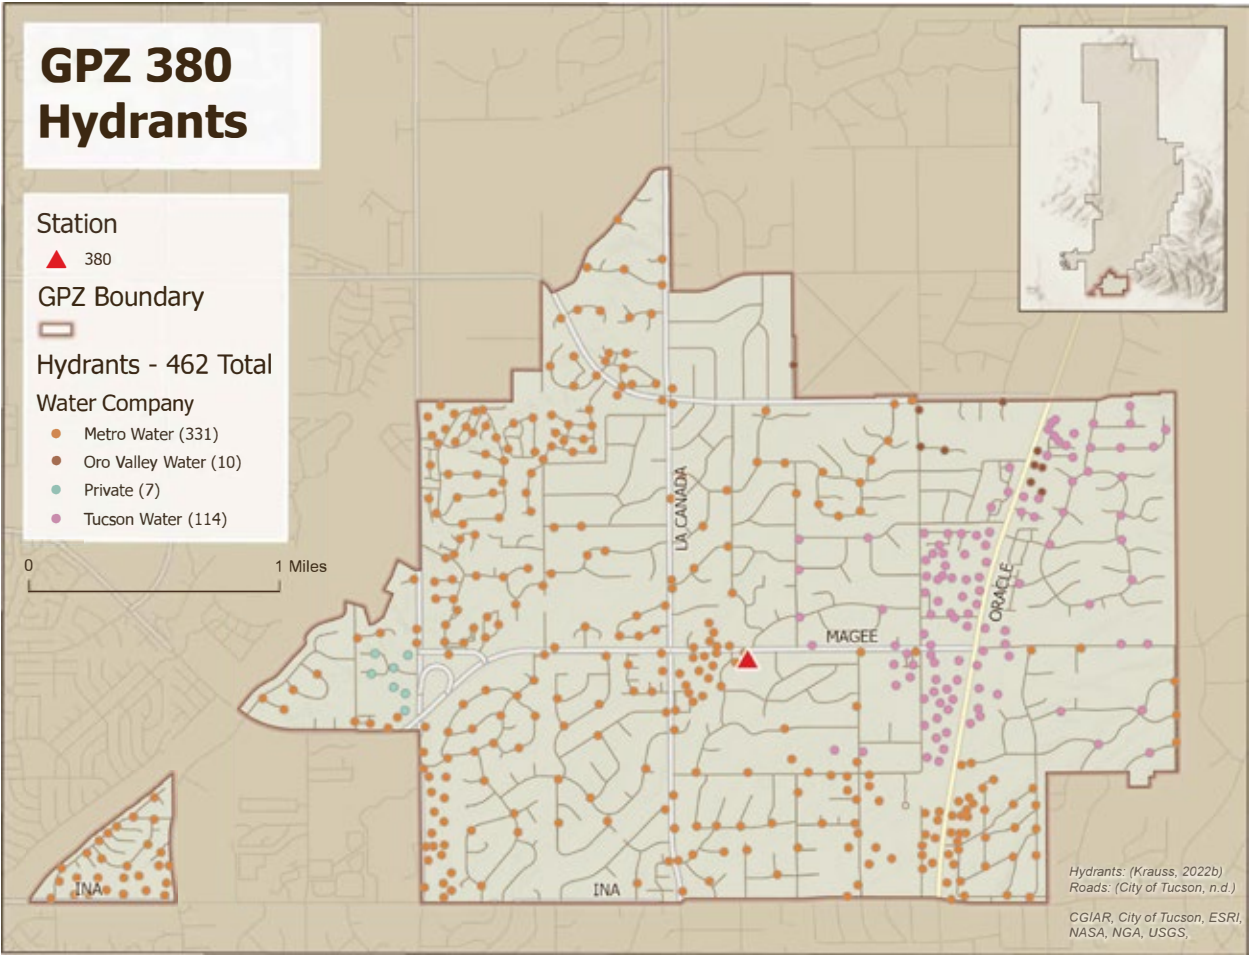 GPZ 380
Hydrants
Station
380
GPZ Boundary
Hydrants - 462 Total
Water Company
Metro Water (331)
Oro Valley Water (10)
Private (7)
Tucson Water (114)
0 1 Miles
LA CANADA
ORACLE
MAGEE
INA
INA
Hydrants: (Krauss, 2022b)
Roads: (City of Tucson, n.d.)
CGIAR, City of Tucson, ESRI,
NASA, NGA, USGS,